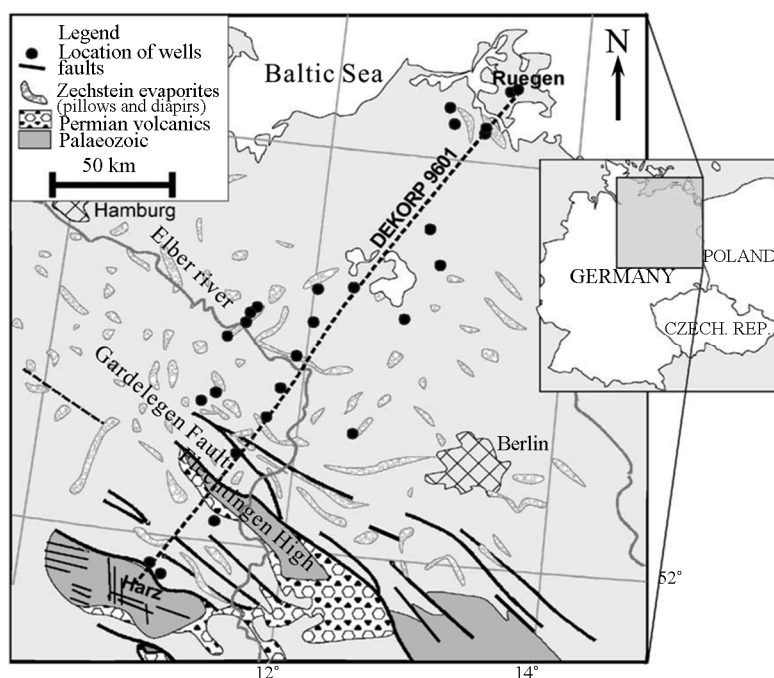 Legend
Location of wells
faults
Zechstein evaporites
(pillows and diapirs)
Permian volcanics
Palaeozoic
50 km
Baltic Sea
Ruegen
N
DEKORP 9601
Hamburg
Elber river
GERMANY
POLAND
CZECH. REP.
Gardelegen Fault
Flechtingen High
Berlin
Harz
52°
12°
14°